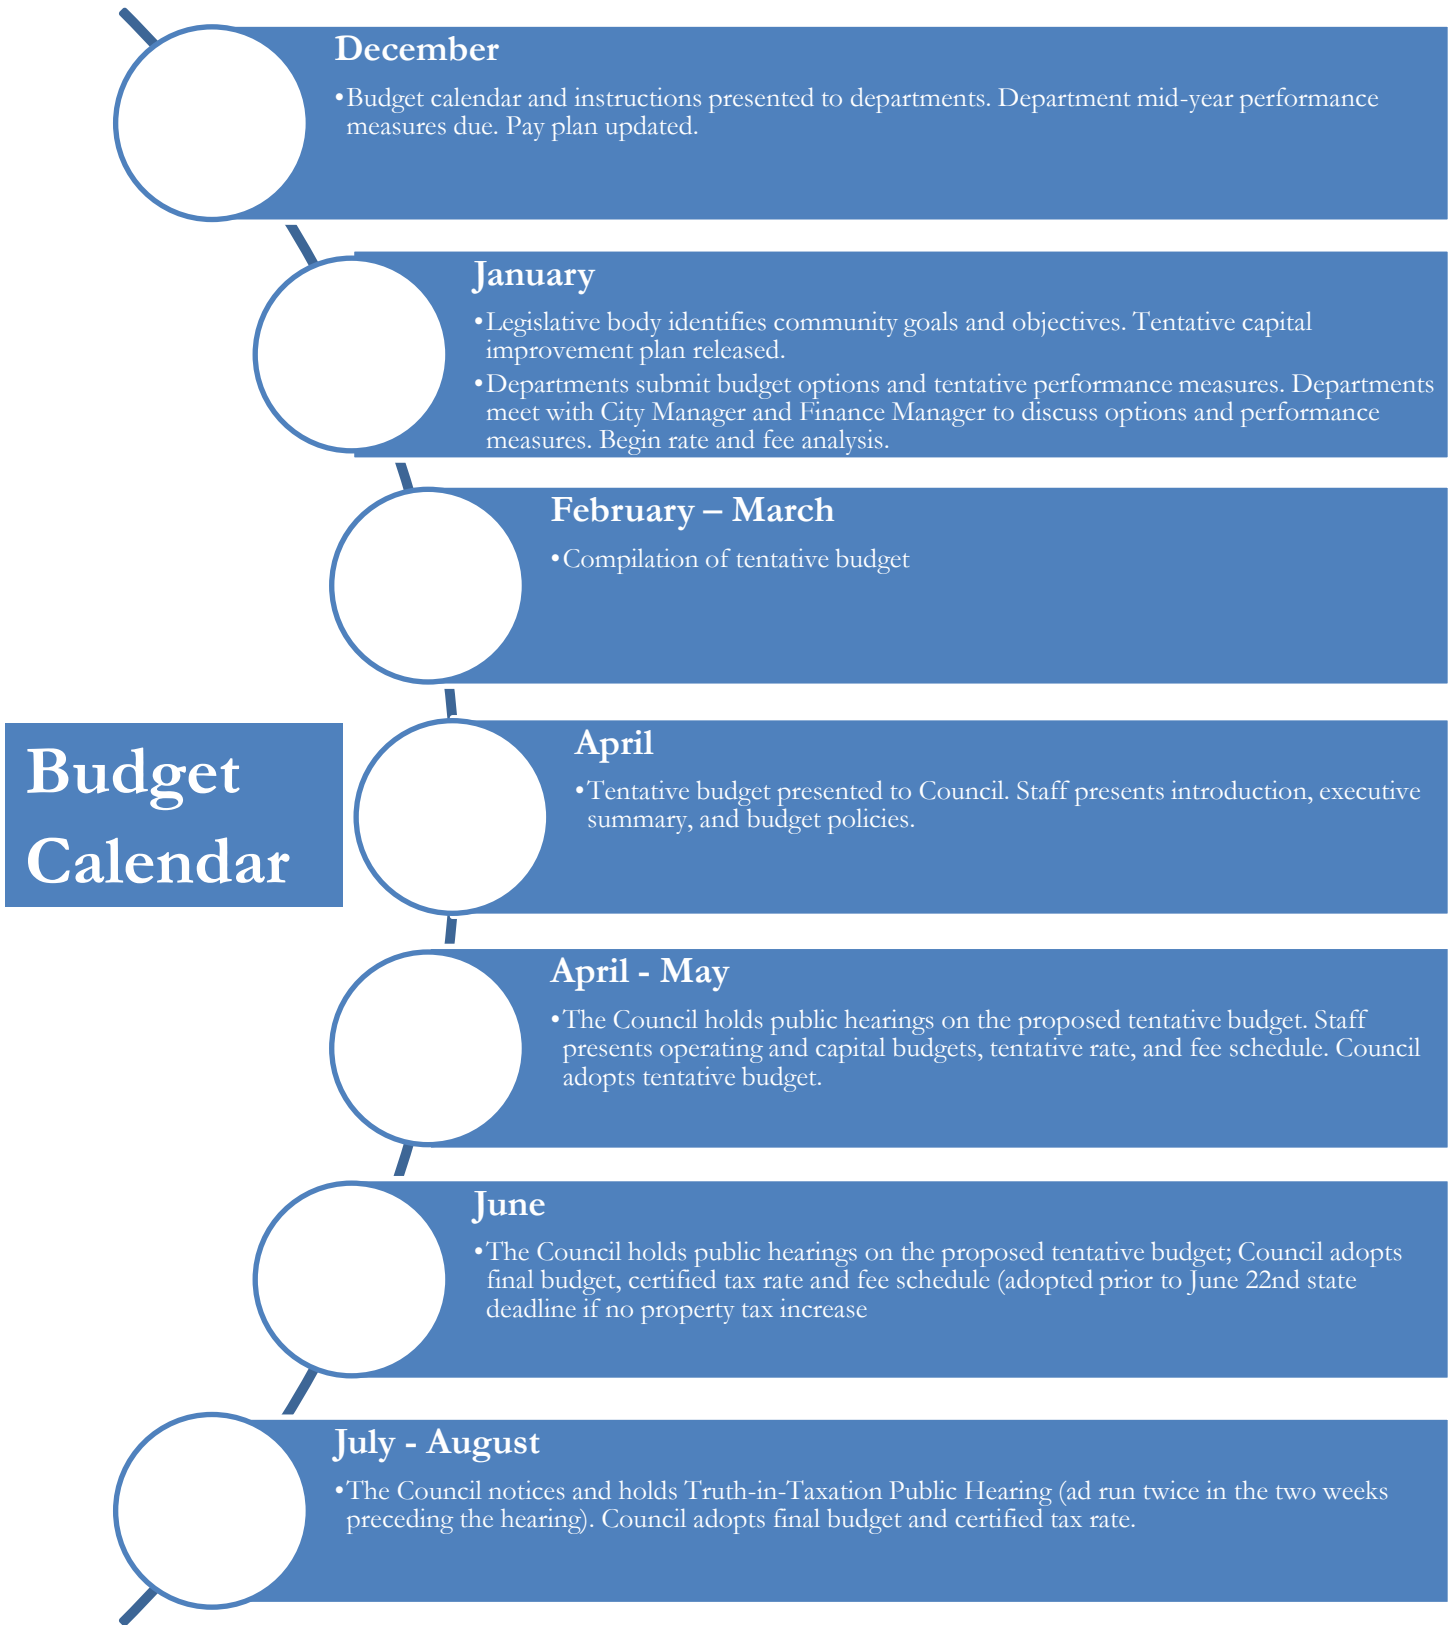 December
•Budget calendar and instructions presented to departments. Department mid-year performance
measures due. Pay plan updated.
January
•Legislative body identifies community goals and objectives. Tentative capital
improvement plan released.
•Departments submit budget options and tentative performance measures. Departments
meet with City Manager and Finance Manager to discuss options and performance
measures. Begin rate and fee analysis.
February – March
•Compilation of tentative budget
Budget
Calendar
April
•Tentative budget presented to Council. Staff presents introduction, executive
summary, and budget policies.
April - May
•The Council holds public hearings on the proposed tentative budget. Staff
presents operating and capital budgets, tentative rate, and fee schedule. Council
adopts tentative budget.
June
•The Council holds public hearings on the proposed tentative budget; Council adopts
final budget, certified tax rate and fee schedule (adopted prior to June 22nd state
deadline if no property tax increase
July - August
•The Council notices and holds Truth-in-Taxation Public Hearing (ad run twice in the two weeks
preceding the hearing). Council adopts final budget and certified tax rate.